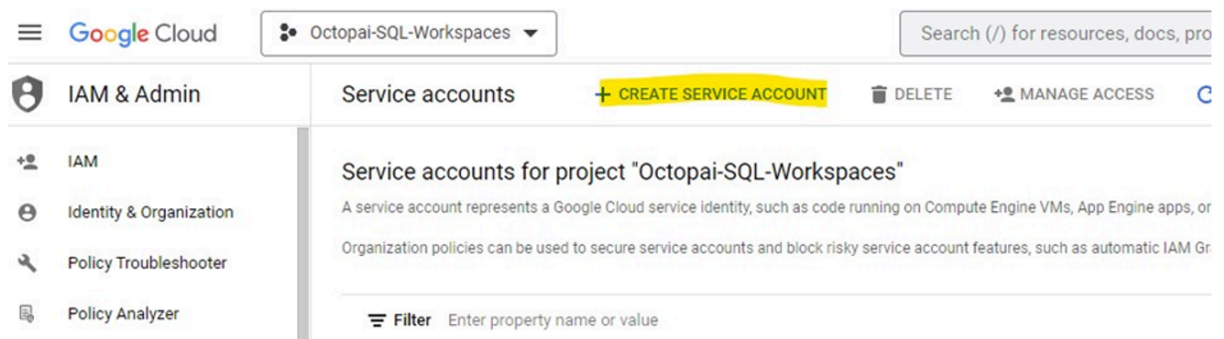 Google Cloud
Octopai-SQL-Workspaces
Search (/) for resources, docs, pro
IAM & Admin
Service accounts
+ CREATE SERVICE ACCOUNT
DELETE
MANAGE ACCESS
IAM
Identity & Organization
Policy Troubleshooter
Policy Analyzer
Service accounts for project "Octopai-SQL-Workspaces"
A service account represents a Google Cloud service identity, such as code running on Compute Engine VMs, App Engine apps, or
Organization policies can be used to secure service accounts and block risky service account features, such as automatic IAM Gr
Filter Enter property name or value